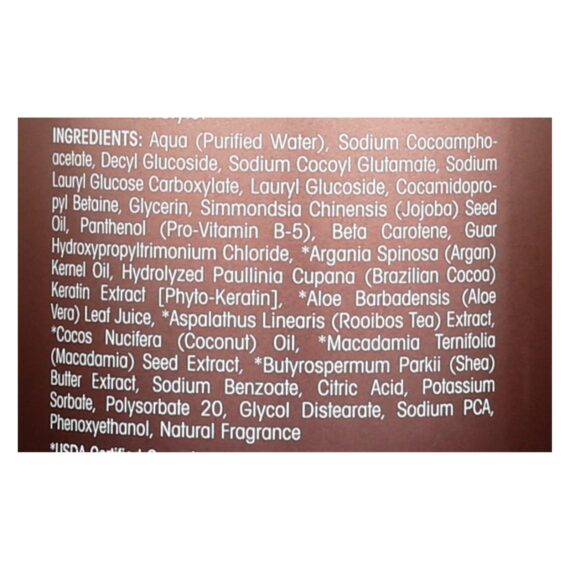 INGREDIENTS: Aqua (Purified Water), Sodium Cocoampho-
acetate, Decyl Glucoside, Sodium Cocoyl Glutamate, Sodium
Lauryl Glucose Carboxylate, Lauryl Glucoside, Cocamidopro-
pyl Betaine, Glycerin, Simmondsia Chinensis (Jojoba) Seed
Oil, Panthenol (Pro-Vitamin B-5), Beta Carotene, Guar
Hydroxypropyltrimonium Chloride, *Argania Spinosa (Argan)
Kernel Oil, Hydrolyzed Paullinia Cupana (Brazilian Cocoa)
Keratin Extract [Phyto-Keratin], *Aloe Barbadensis (Aloe
Vera) Leaf Juice, *Aspalathus Linearis (Rooibos Tea) Extract,
*Cocos Nucifera (Coconut) Oil, *Macadamia Ternifolia
(Macadamia) Seed Extract, *Butyrospermum Parkii (Shea)
Butter Extract, Sodium Benzoate, Citric Acid, Potassium
Sorbate, Polysorbate 20, Glycol Distearate, Sodium PCA,
Phenoxyethanol, Natural Fragrance
*USDA